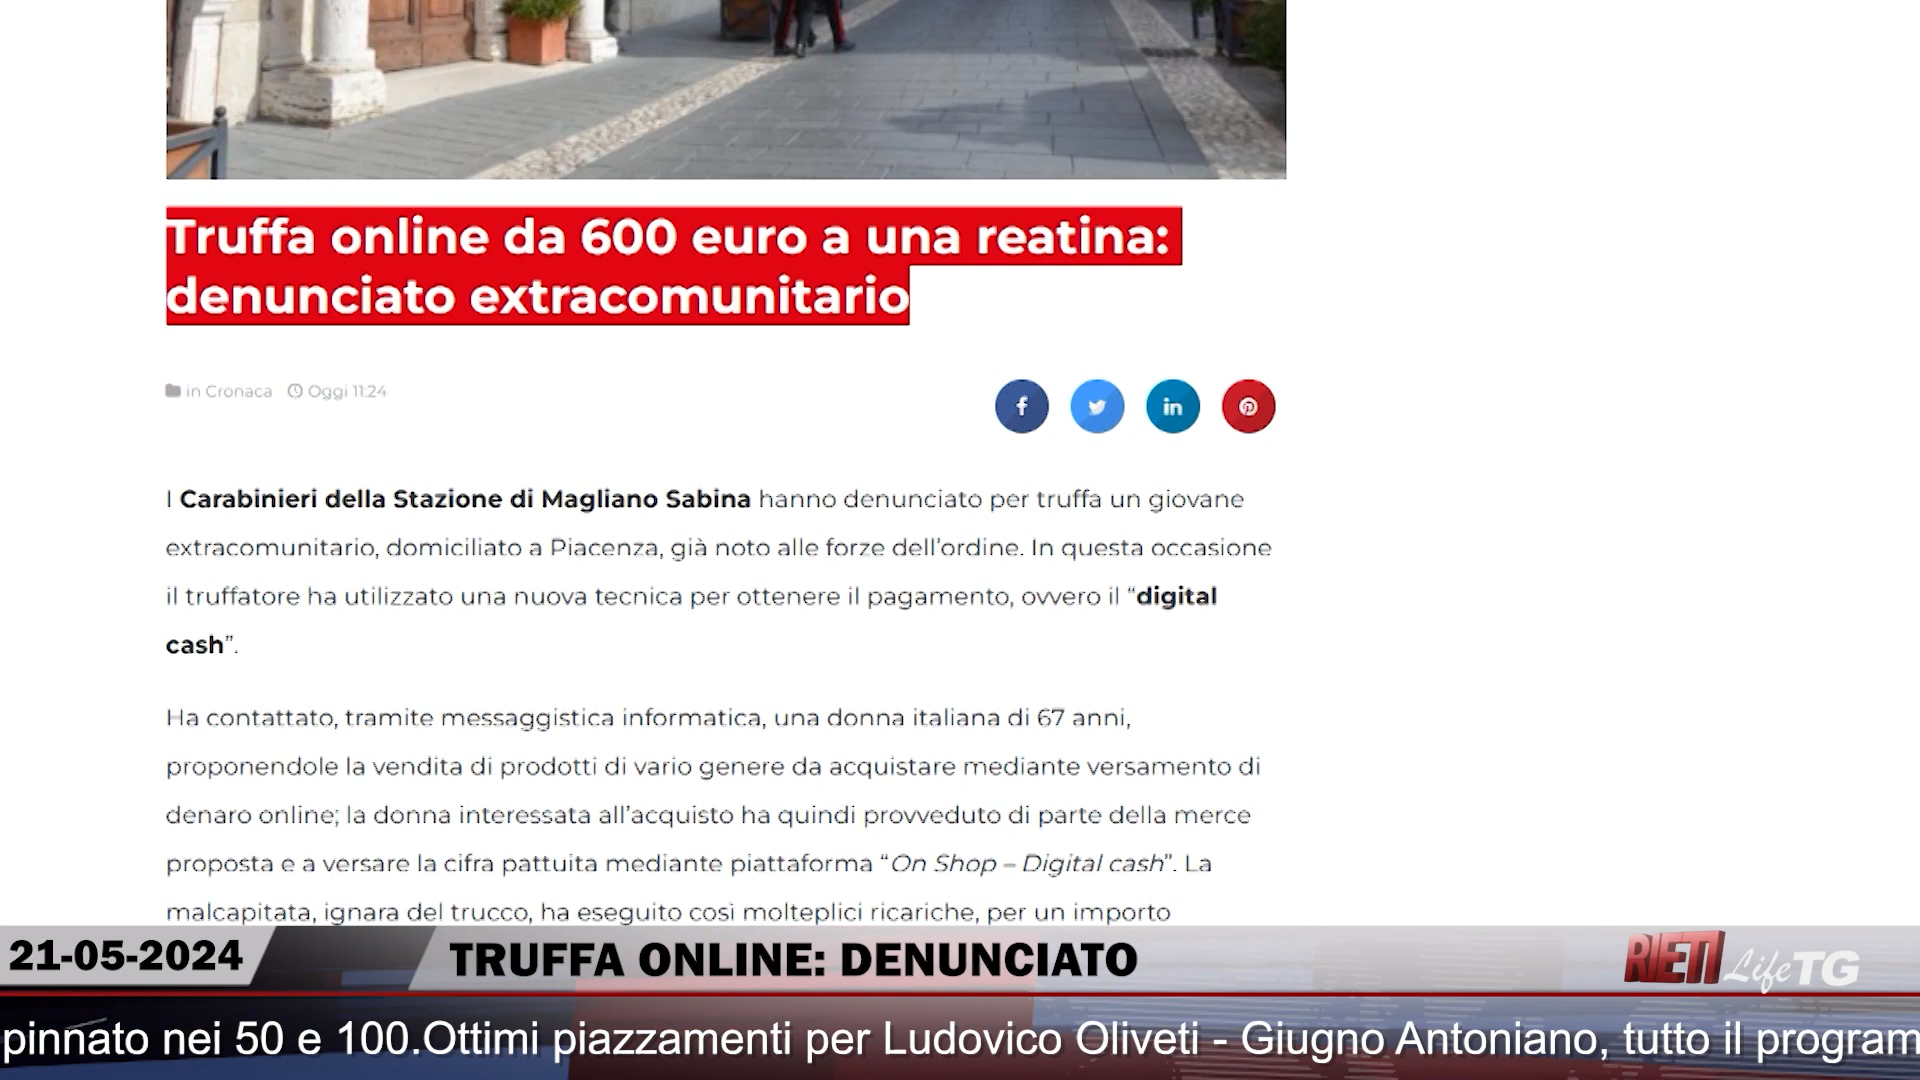 Truffa online da 600 euro a una reatina:
denunciato extracomunitario
in Cronaca Oggi 11:24
I Carabinieri della Stazione di Magliano Sabina hanno denunciato per truffa un giovane
extracomunitario, domiciliato a Piacenza, già noto alle forze dell’ordine. In questa occasione
il truffatore ha utilizzato una nuova tecnica per ottenere il pagamento, ovvero il “digital
cash”.
Ha contattato, tramite messaggistica informatica, una donna italiana di 67 anni,
proponendole la vendita di prodotti di vario genere da acquistare mediante versamento di
denaro online; la donna interessata all’acquisto ha quindi provveduto di parte della merce
proposta e a versare la cifra pattuita mediante piattaforma “On Shop – Digital cash”. La
malcapitata, ignara del trucco, ha eseguito così molteplici ricariche, per un importo
21-05-2024 TRUFFA ONLINE: DENUNCIATO RIETI Life TG
pinnato nei 50 e 100.Ottimi piazzamenti per Ludovico Oliveti - Giugno Antoniano, tutto il program